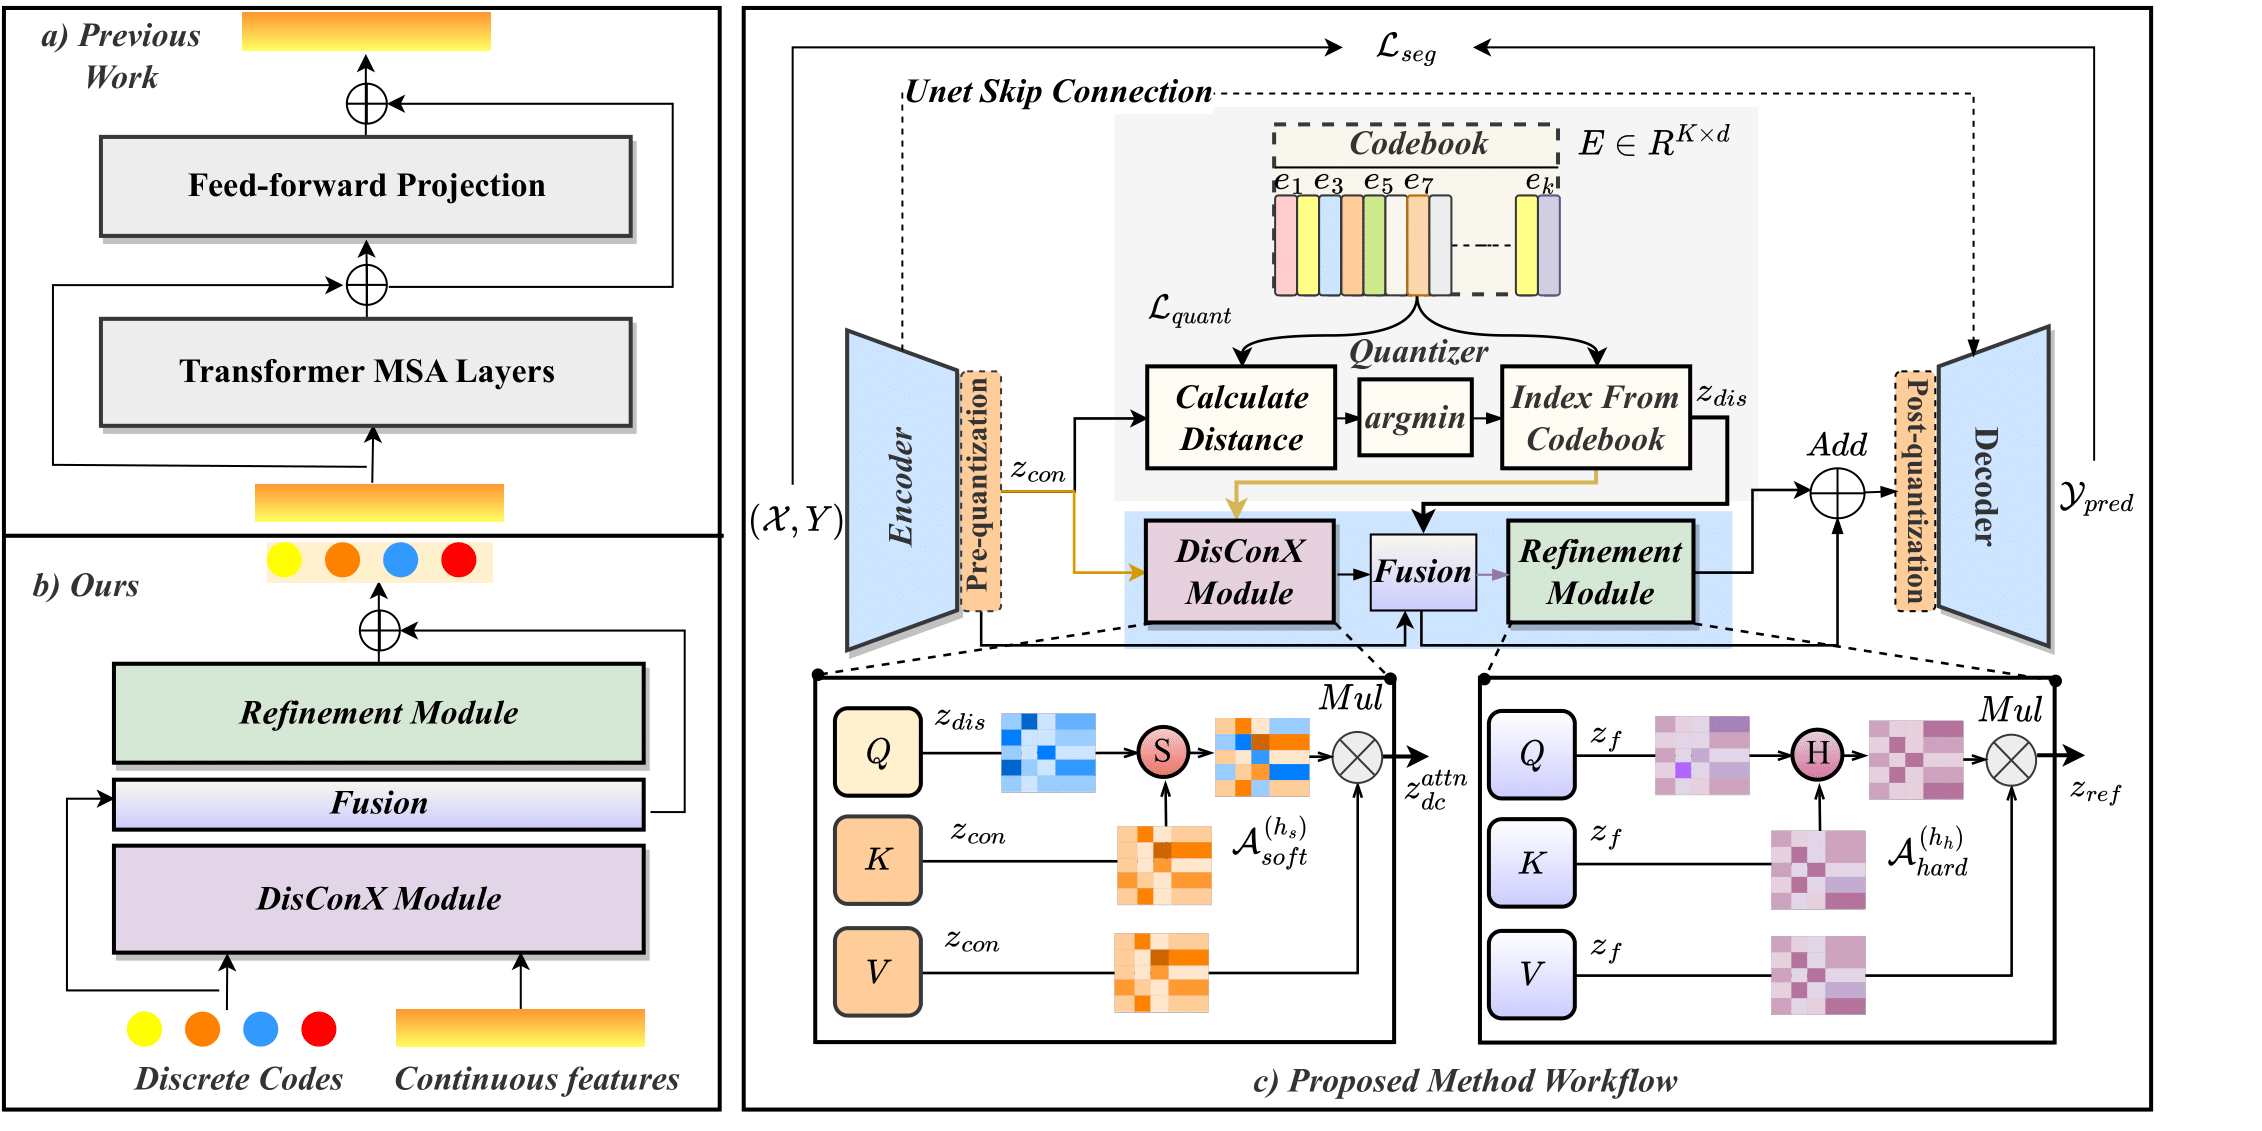 a) Previous
Work
Feed-forward Projection
Transformer MSA Layers
b) Ours
Refinement Module
Fusion
DisConX Module
Discrete Codes
Continuous features
$\mathcal{L}_{seg}$
Unet Skip Connection
Codebook
$E \in R^{K \times d}$
$e_1$ $e_3$ $e_5$ $e_7$ $e_k$
$\mathcal{L}_{quant}$
Quantizer
Calculate
Distance
argmin
Index From
Codebook
$z_{dis}$
$(\mathcal{X}, Y)$
Encoder
Pre-quantization
$z_{con}$
DisConX
Module
Fusion
Refinement
Module
Add
Post-quantization
Decoder
$\mathcal{Y}_{pred}$
Q
$z_{dis}$
S
Mul
$z_{dc}^{attn}$
K
$z_{con}$
$\mathcal{A}_{soft}^{(h_s)}$
V
$z_{con}$
Q
$z_f$
H
Mul
$z_{ref}$
K
$z_f$
$\mathcal{A}_{hard}^{(h_h)}$
V
$z_f$
c) Proposed Method Workflow